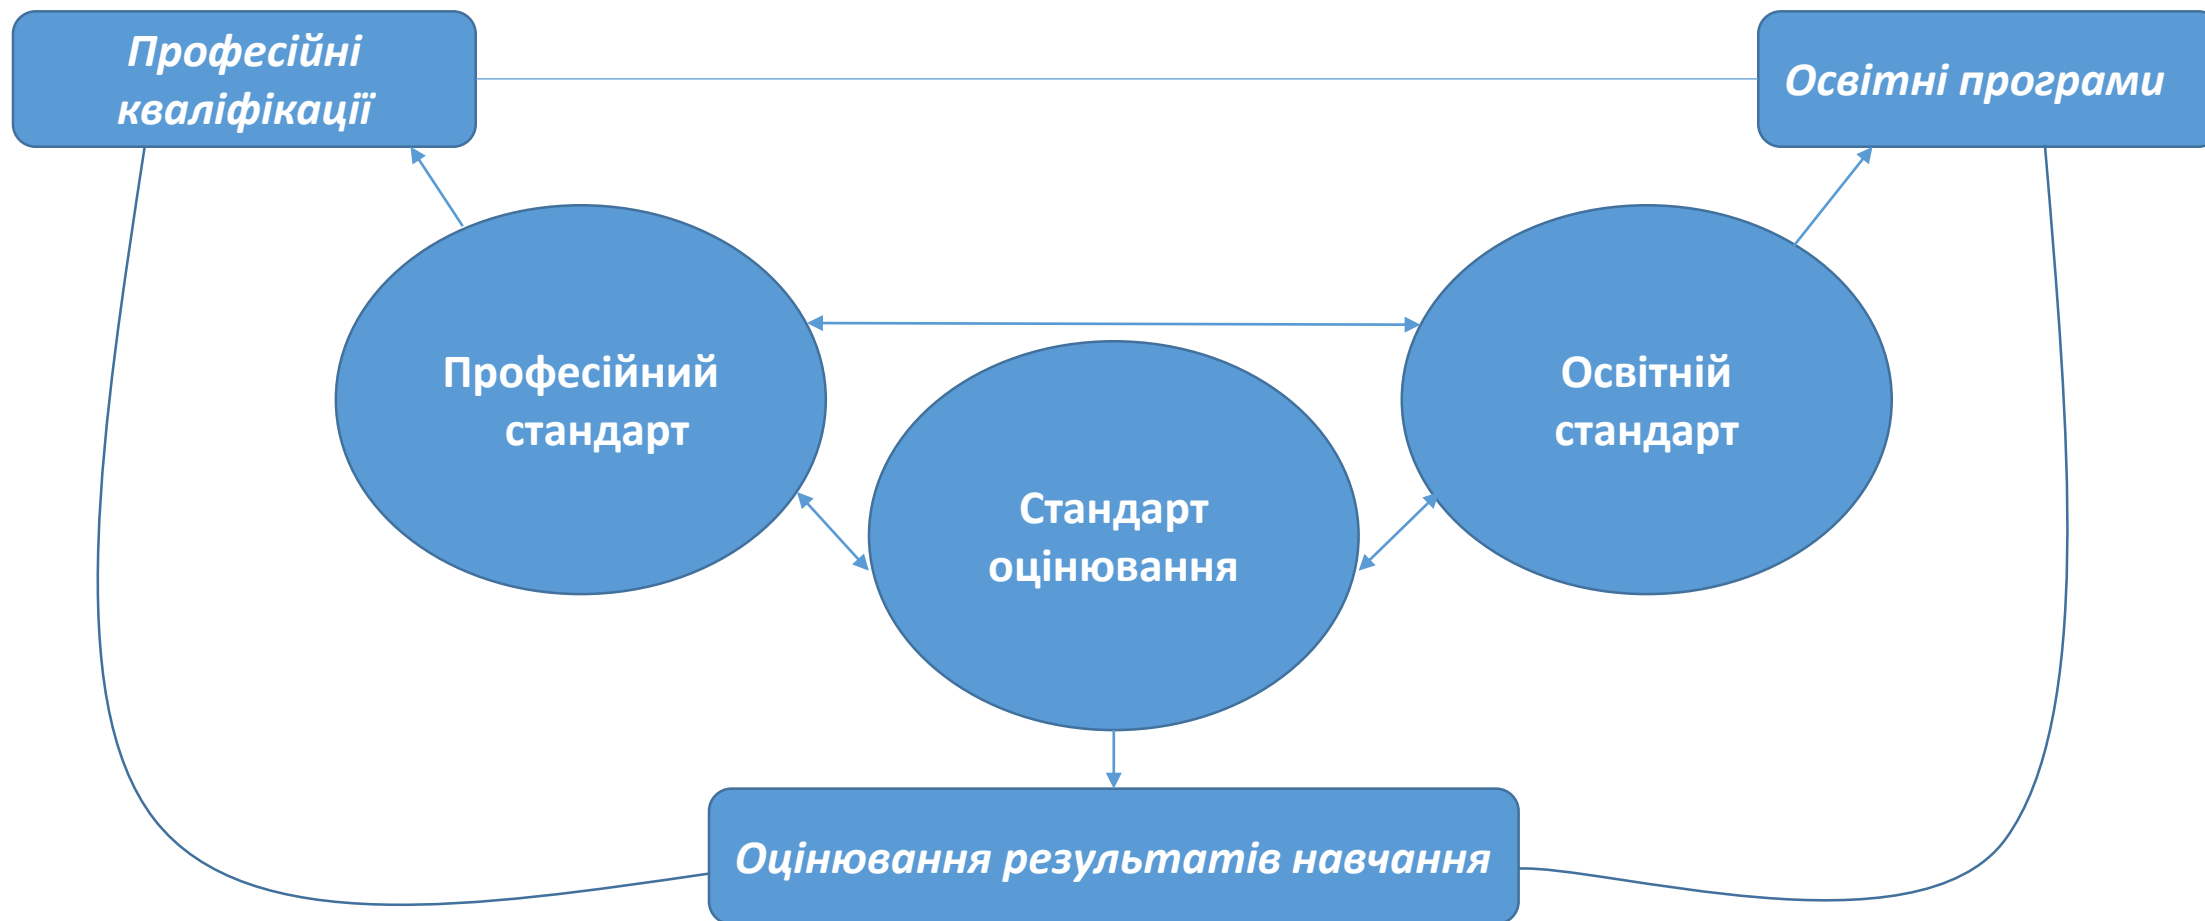 Професійні
кваліфікації
Освітні програми
Професійний
стандарт
Освітній
стандарт
Стандарт
оцінювання
Оцінювання результатів навчання